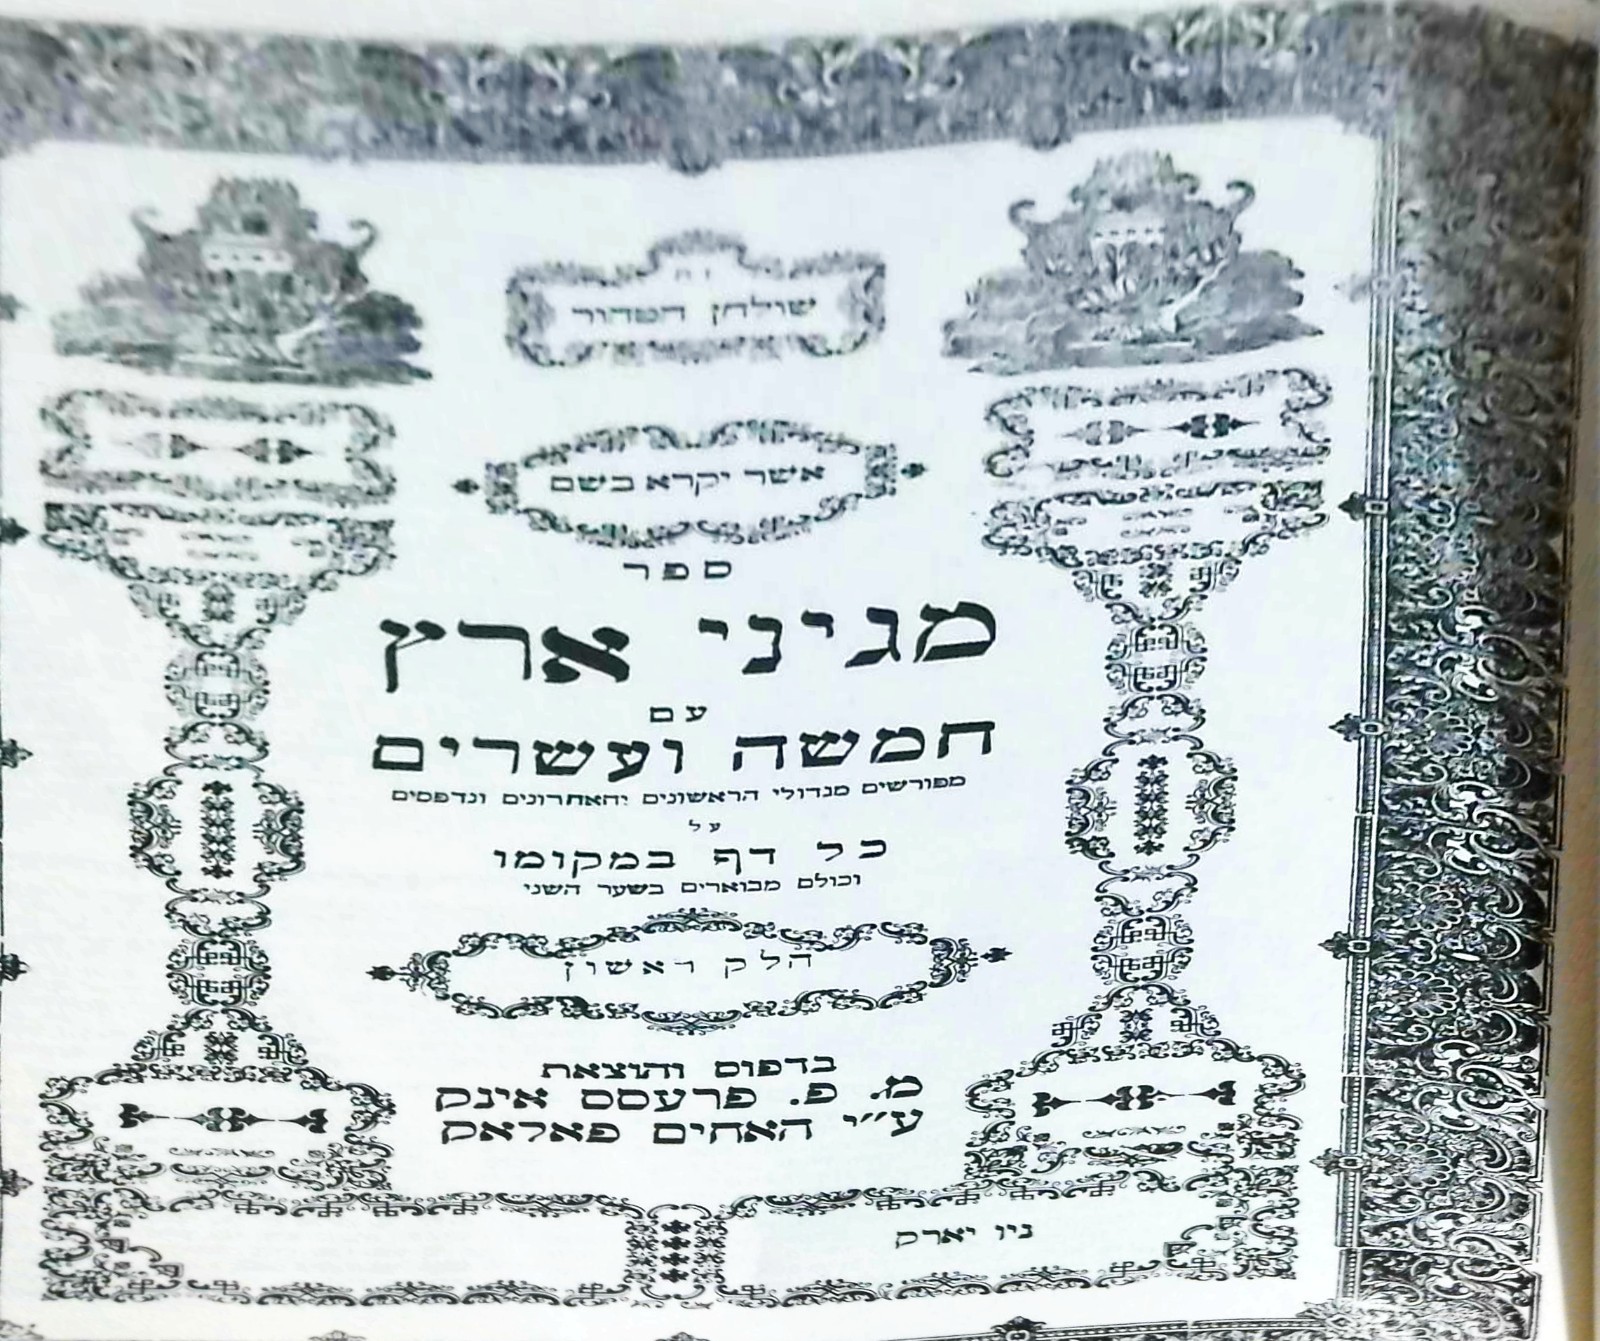 זה
שולחן הטהור
אשר יקרא בשם
ספר
מגיני ארץ
עם
חמשה ועשרים
מפורשים מגדולי הראשונים והאחרונים ונדפסים
על
כל דף במקומו
וכולם מבוארים בשער השני
חלק ראשון
בדפוס והוצאת
מ. פ. פרעסס אינק
ע״י האחים פאלאק
ניו יארק